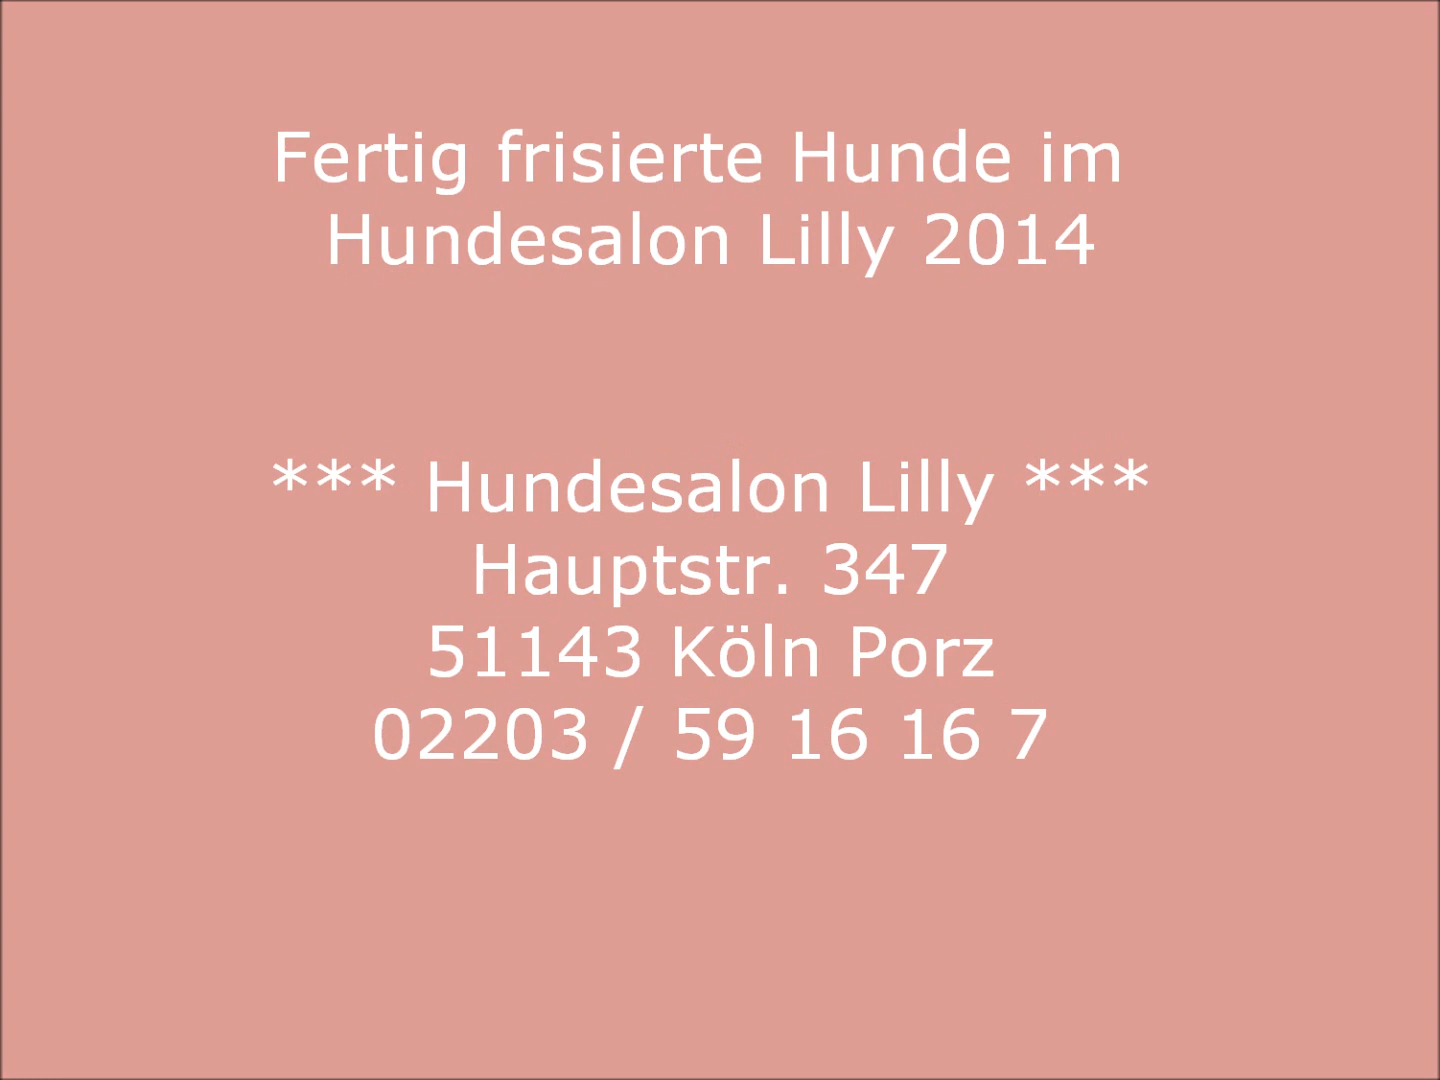 Fertig frisierte Hunde im
Hundesalon Lilly 2014
*** Hundesalon Lilly ***
Hauptstr. 347
51143 Köln Porz
02203 / 59 16 16 7